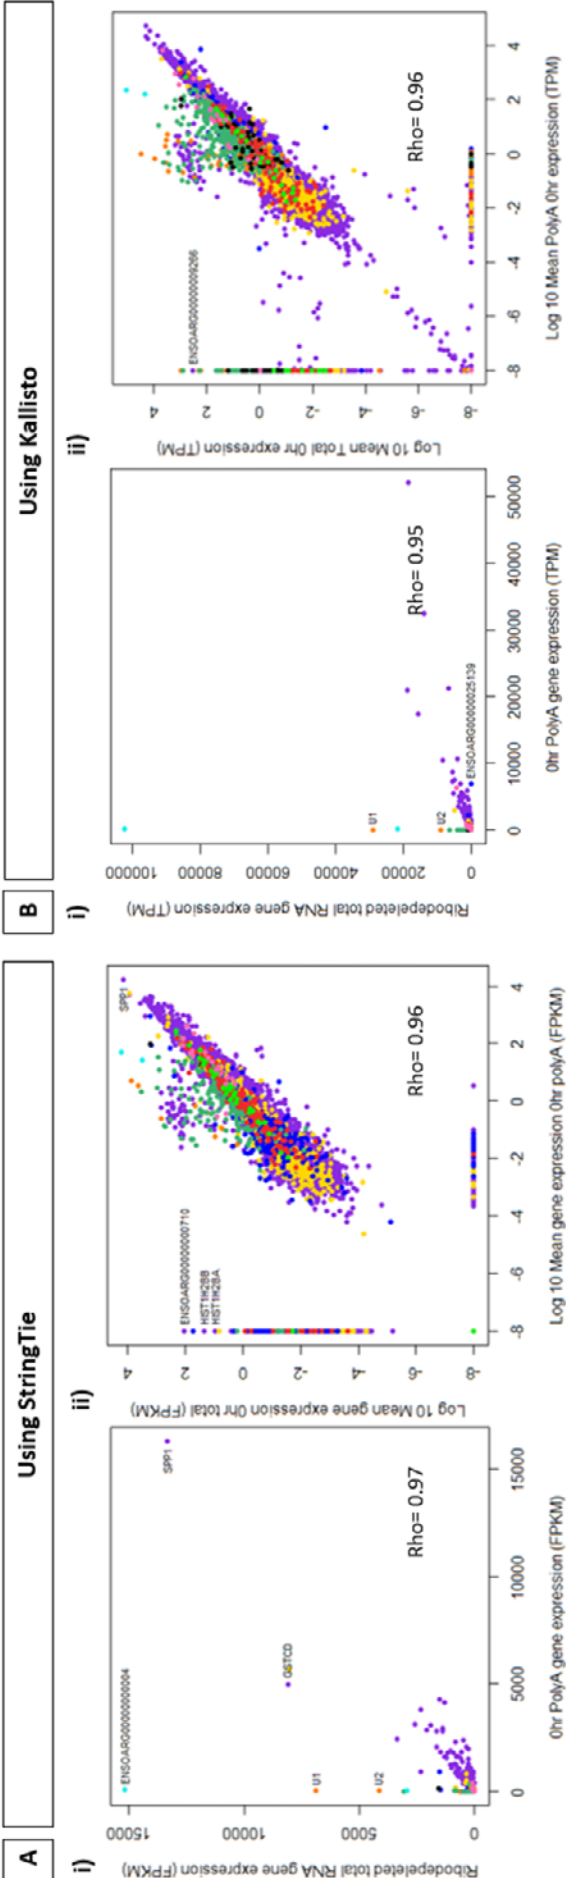 A
Using StringTie
i)
Ribodepleted total RNA gene expression (FPKM)
15000
10000
5000
0
ENSOARG00000000004
SPP1
GSTCD
U1
U2
Rho= 0.97
0
5000
10000
15000
0hr PolyA gene expression (FPKM)
ii)
Log 10 Mean gene expression 0hr total (FPKM)
4
2
0
-2
-4
-6
-8
SPP1
ENSOARG00000000710
HIST1H2BB
HIST1H2BA
Rho= 0.96
-8
-6
-4
-2
0
2
4
Log 10 Mean gene expression 0hr polyA (FPKM)
B
Using Kallisto
i)
Ribodepleted total RNA gene expression (TPM)
100000
80000
60000
40000
20000
0
U1
U2
ENSOARG00000025139
Rho= 0.95
0
10000
20000
30000
40000
50000
0hr PolyA gene expression (TPM)
ii)
Log 10 Mean Total 0hr expression (TPM)
4
2
0
-2
-4
-6
-8
ENSOARG00000009266
Rho= 0.96
-8
-6
-4
-2
0
2
4
Log 10 Mean PolyA 0hr expression (TPM)